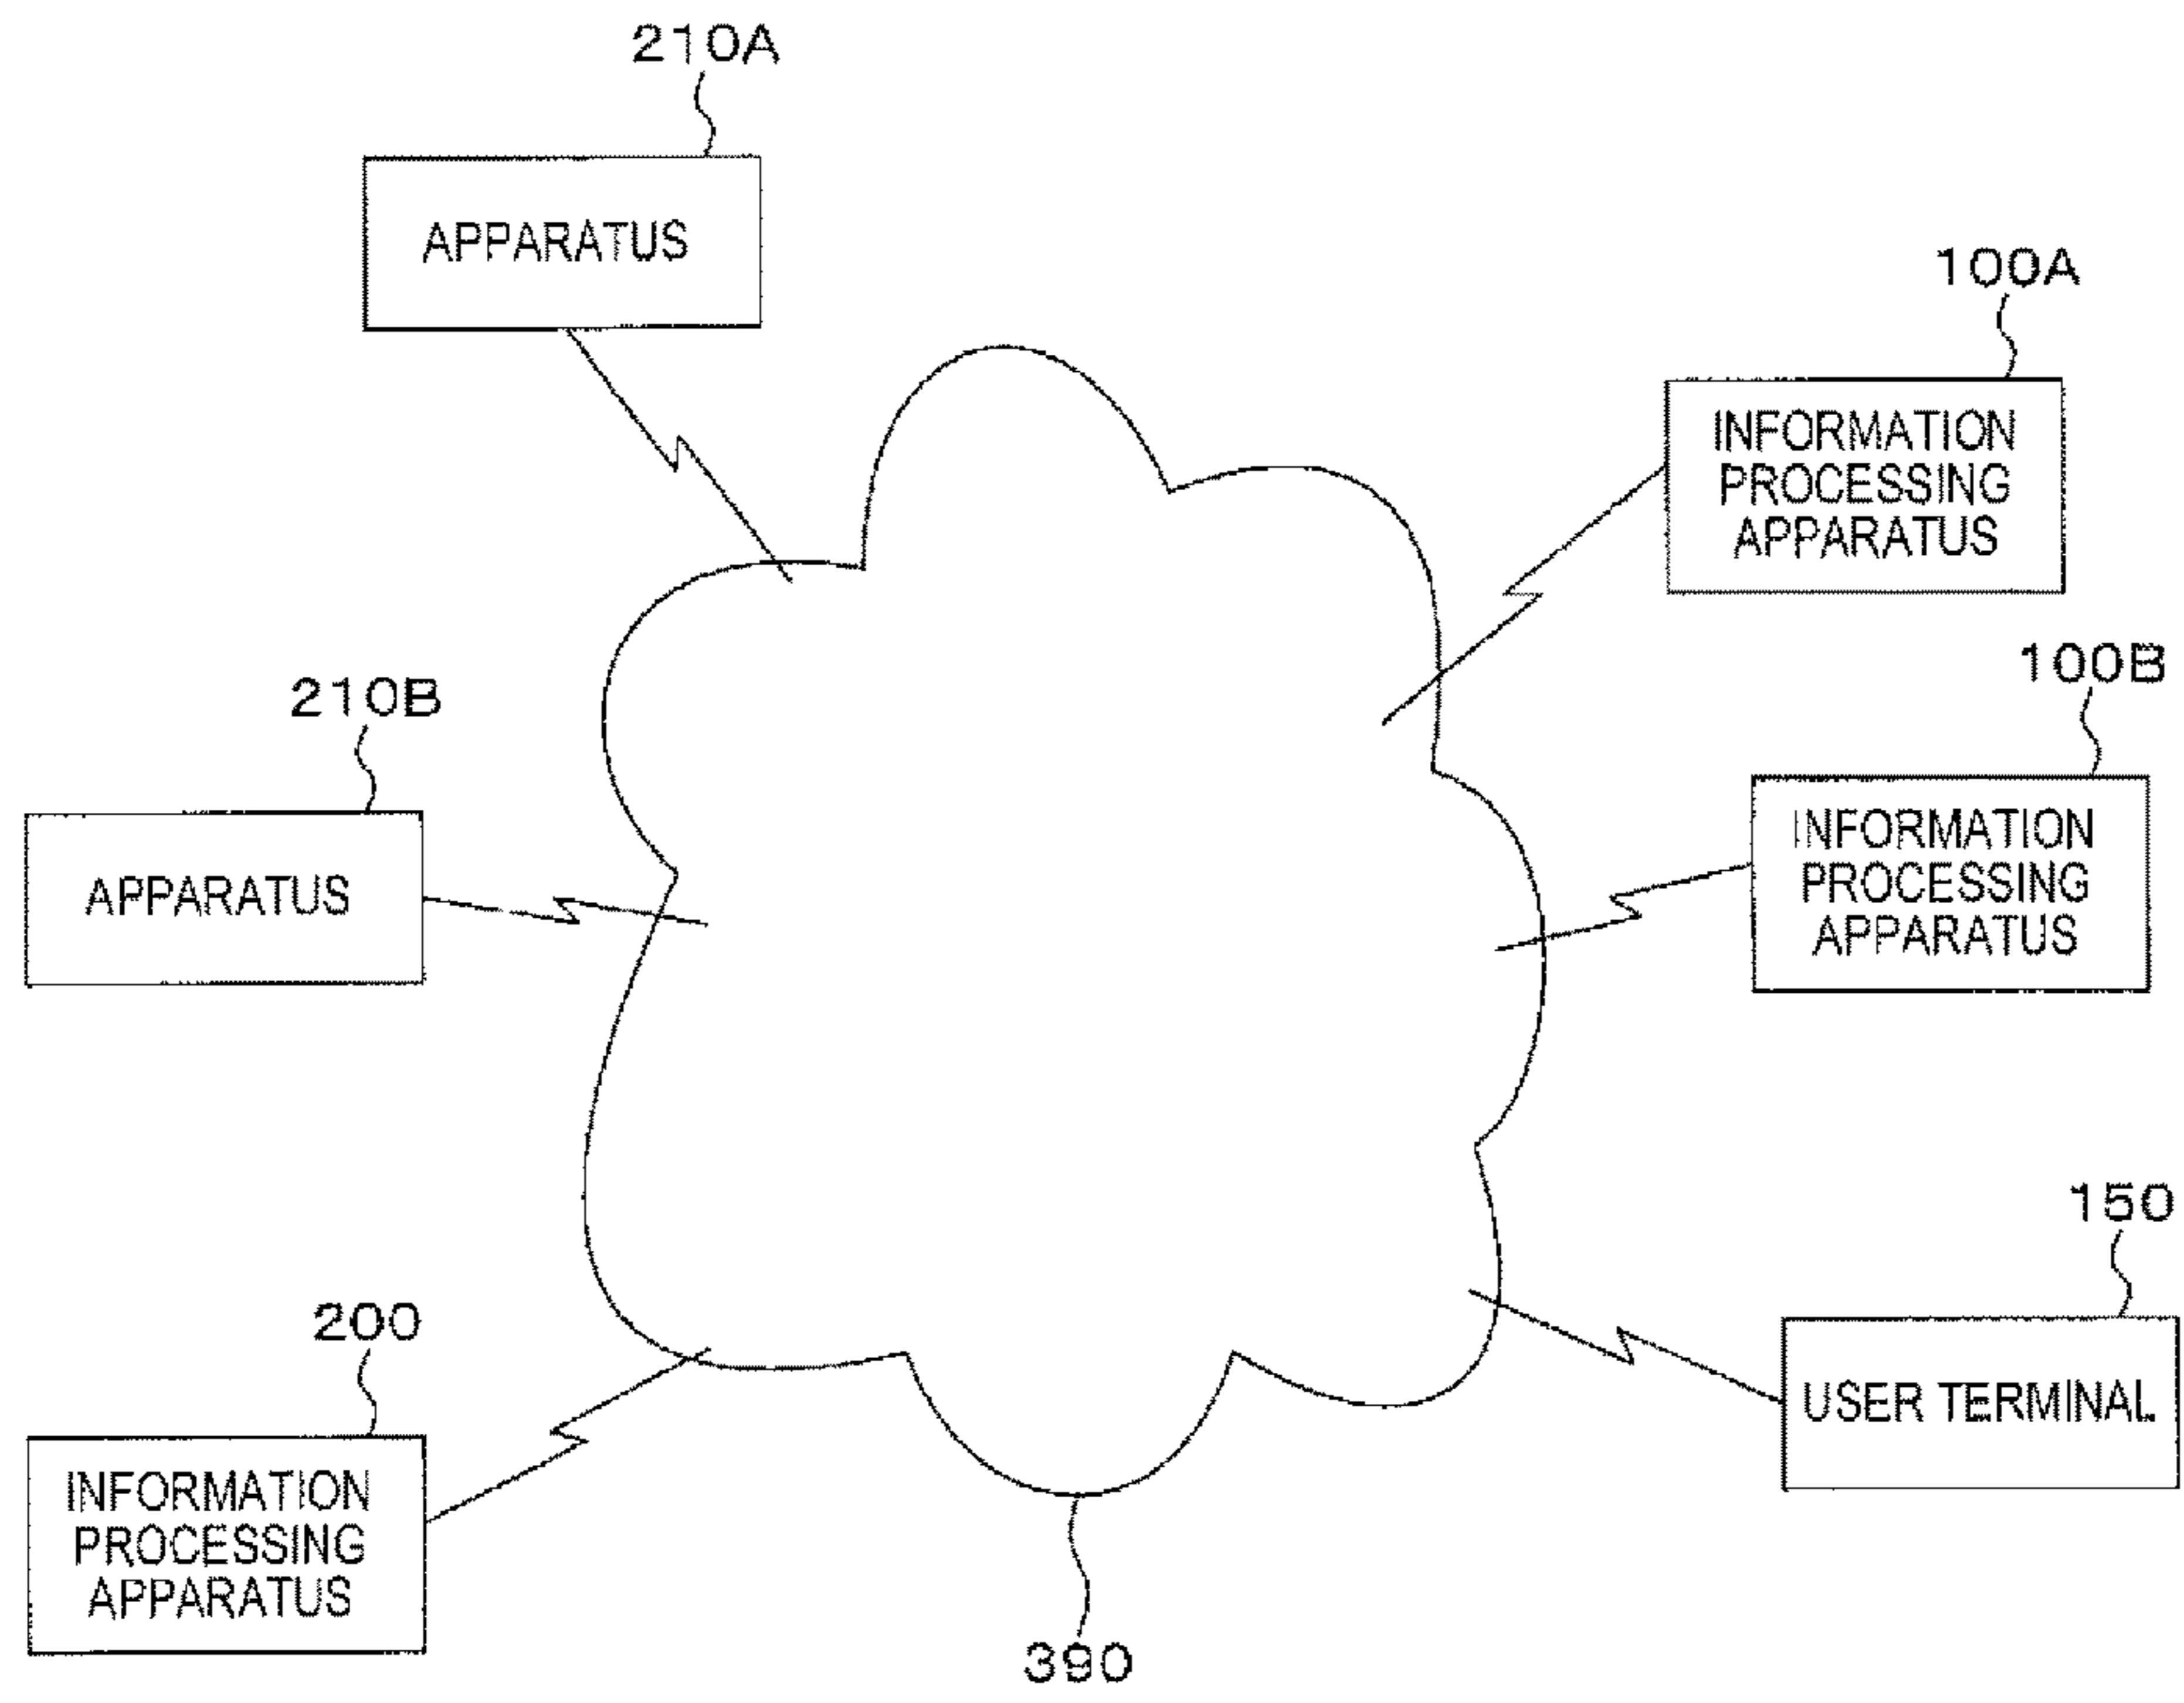 210A
APPARATUS
100A
INFORMATION
PROCESSING
APPARATUS
210B
APPARATUS
100B
INFORMATION
PROCESSING
APPARATUS
150
USER TERMINAL
200
INFORMATION
PROCESSING
APPARATUS
390